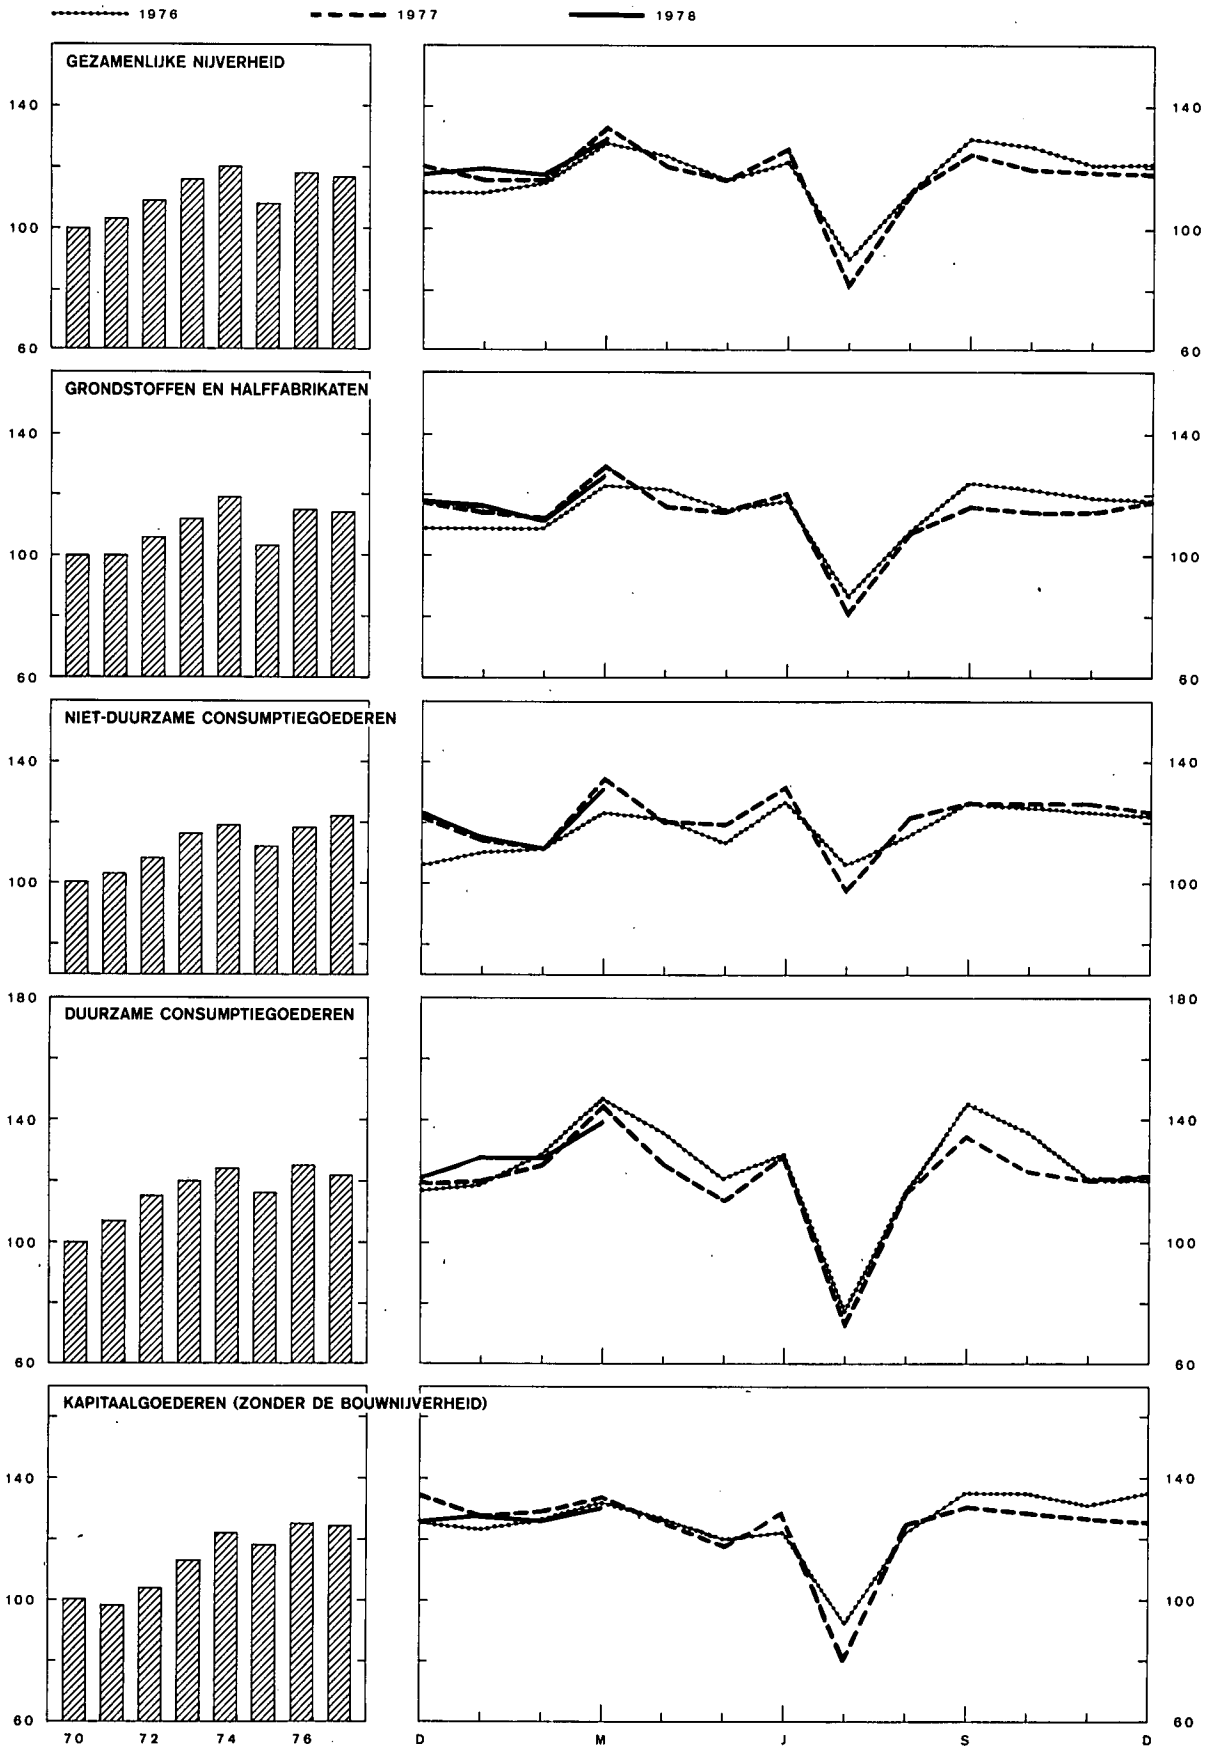 1976 1977 1978
GEZAMENLIJKE NIJVERHEID
140 140
100 100
60 60
GRONDSTOFFEN EN HALFFABRIKATEN
140 140
100 100
60 60
NIET-DUURZAME CONSUMPTIEGOEDEREN
140 140
100 100
180 180
DUURZAME CONSUMPTIEGOEDEREN
140 140
100 100
60 60
KAPITAALGOEDEREN (ZONDER DE BOUWNIJVERHEID)
140 140
100 100
60 60
70 72 74 76 D M J S D